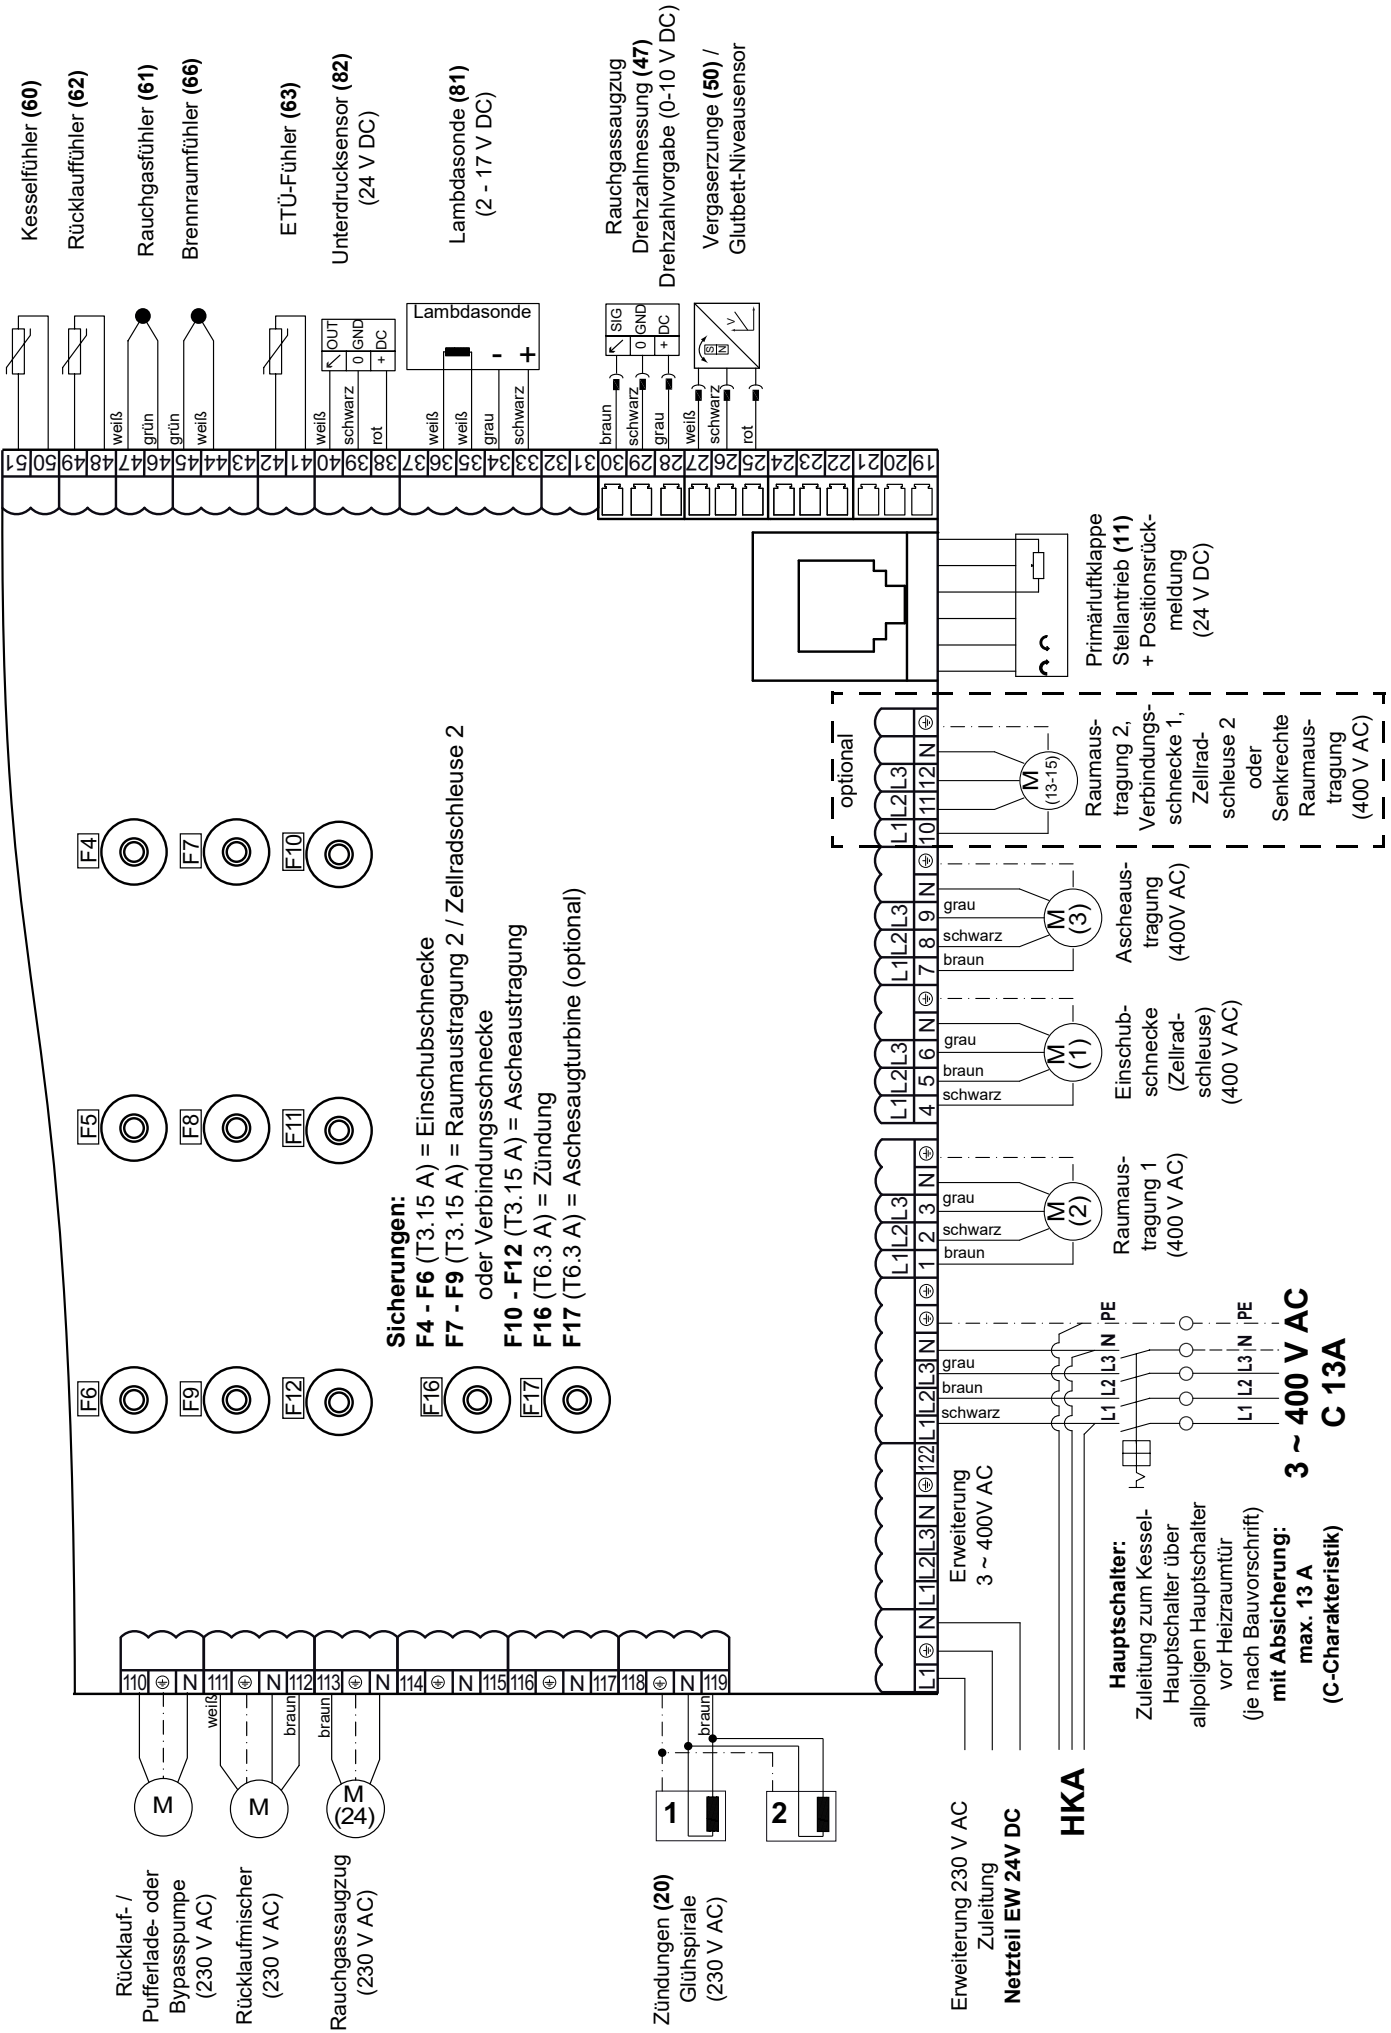 Kesselfühler (60)
Rücklauffühler (62)
Rauchgasfühler (61)
Brennraumfühler (66)
ETÜ-Fühler (63)
Unterdrucksensor (82)
(24 V DC)
Lambdasonde (81)
(2 - 17 V DC)
Rauchgassaugzug
Drehzahlmessung (47)
Drehzahlvorgabe (0-10 V DC)
Vergaserzunge (50) /
Glutbett-Niveausensor
OUT
0 GND
+ DC
Lambdasonde
- +
SIG
0 GND
+ DC
S
N
V
weiß
grün
grün
weiß
weiß
schwarz
rot
weiß
weiß
grau
schwarz
braun
schwarz
grau
weiß
schwarz
rot
51 50 49 48 47 46 45 44 43 42 41 40 39 38 37 36 35 34 33 32 31 30 29 28 27 26 25 24 23 22 21 20 19
F4
F7
F10
F5
F8
F11
F6
F9
F12
F16
F17
Sicherungen:
F4 - F6 (T3.15 A) = Einschubschnecke
F7 - F9 (T3.15 A) = Raumaustragung 2 / Zellradschleuse 2
oder Verbindungsschnecke
F10 - F12 (T3.15 A) = Ascheaustragung
F16 (T6.3 A) = Zündung
F17 (T6.3 A) = Aschesaugturbine (optional)
Primärluftklappe
Stellantrieb (11)
+ Positionsrück-
meldung
(24 V DC)
optional
L1 L2 L3
10 11 12 N
M
(13-15)
Raumaus-
tragung 2,
Verbindungs-
schnecke 1,
Zellrad-
schleuse 2
oder
Senkrechte
Raumaus-
tragung
(400 V AC)
L1 L2 L3
7 8 9 N
braun
schwarz
grau
M
(3)
Ascheaus-
tragung
(400V AC)
L1 L2 L3
4 5 6 N
schwarz
braun
grau
M
(1)
Einschub-
schnecke
(Zellrad-
schleuse)
(400 V AC)
L1 L2 L3
1 2 3 N
braun
schwarz
grau
M
(2)
Raumaus-
tragung 1
(400 V AC)
L1 L2 L3 N
schwarz
braun
grau
L1 L2 L3 N PE
L1 L2 L3 N PE
3 ~ 400 V AC
C 13A
L1 L2 L3 N 122
Erweiterung
3 ~ 400V AC
Hauptschalter:
Zuleitung zum Kessel-
Hauptschalter über
allpoligen Hauptschalter
vor Heizraumtür
(je nach Bauvorschrift)
mit Absicherung:
max. 13 A
(C-Charakteristik)
L1 N
Erweiterung 230 V AC
Zuleitung
Netzteil EW 24V DC
HKA
110 N 111 N 112 113 N 114 N 115 116 N 117 118 N 119
weiß
braun
braun
braun
M
M
M
(24)
1
2
Rücklauf- /
Pufferlade- oder
Bypasspumpe
(230 V AC)
Rücklaufmischer
(230 V AC)
Rauchgassaugzug
(230 V AC)
Zündungen (20)
Glühspirale
(230 V AC)